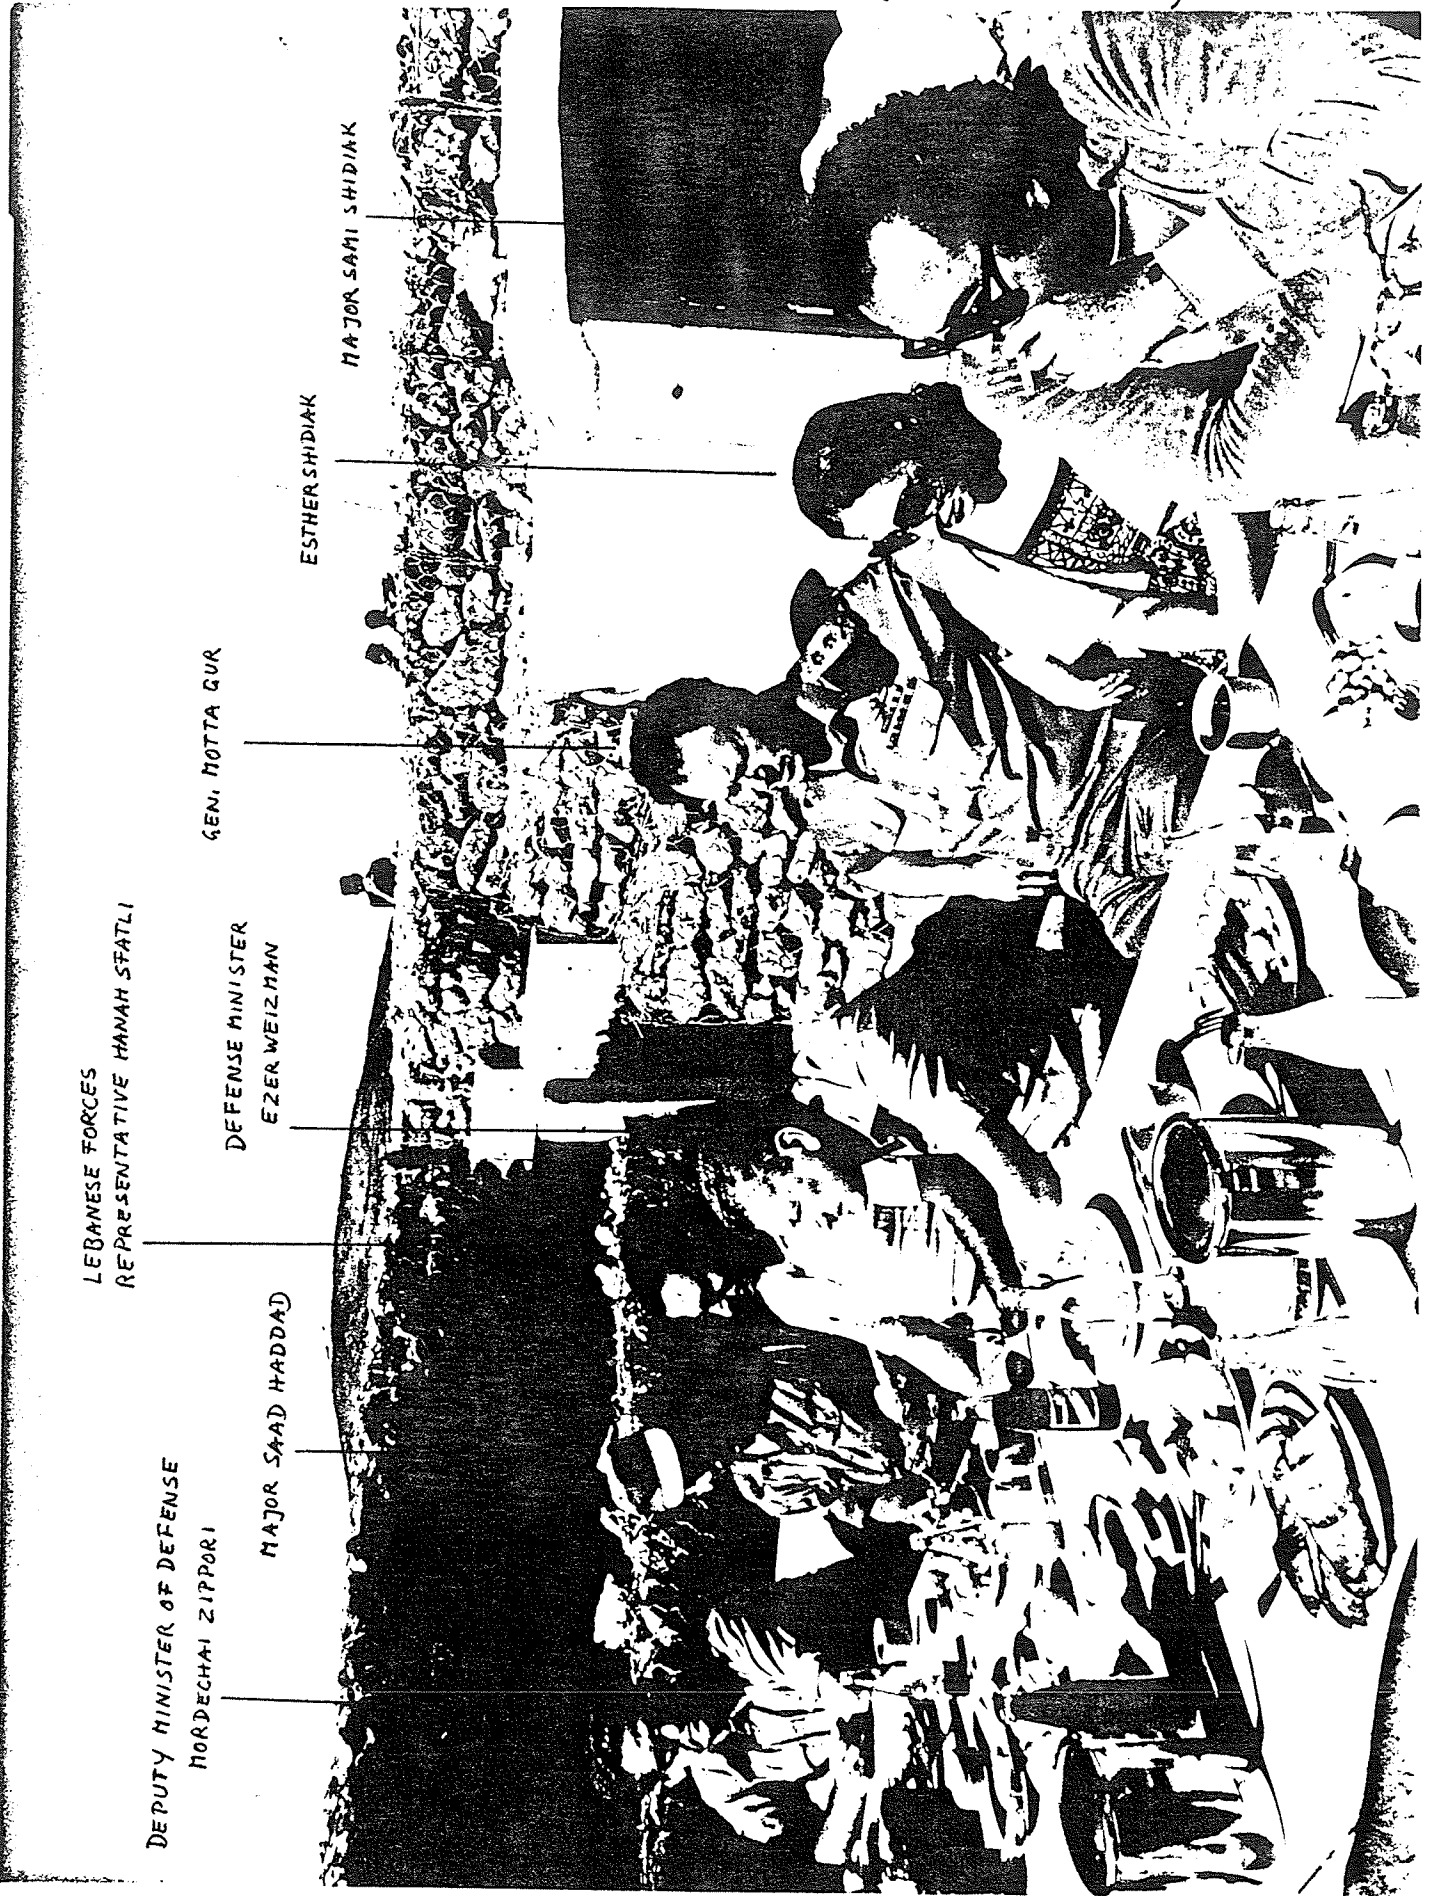 DEPUTY MINISTER OF DEFENSE
MORDECHAI ZIPPORI
MAJOR SAAD HADDAD
LEBANESE FORCES
REPRESENTATIVE HANAH STATLI
DEFENSE MINISTER
EZER WEIZMAN
GEN. MOTTA GUR
ESTHER SHIDIAK
MAJOR SAMI SHIDIAK